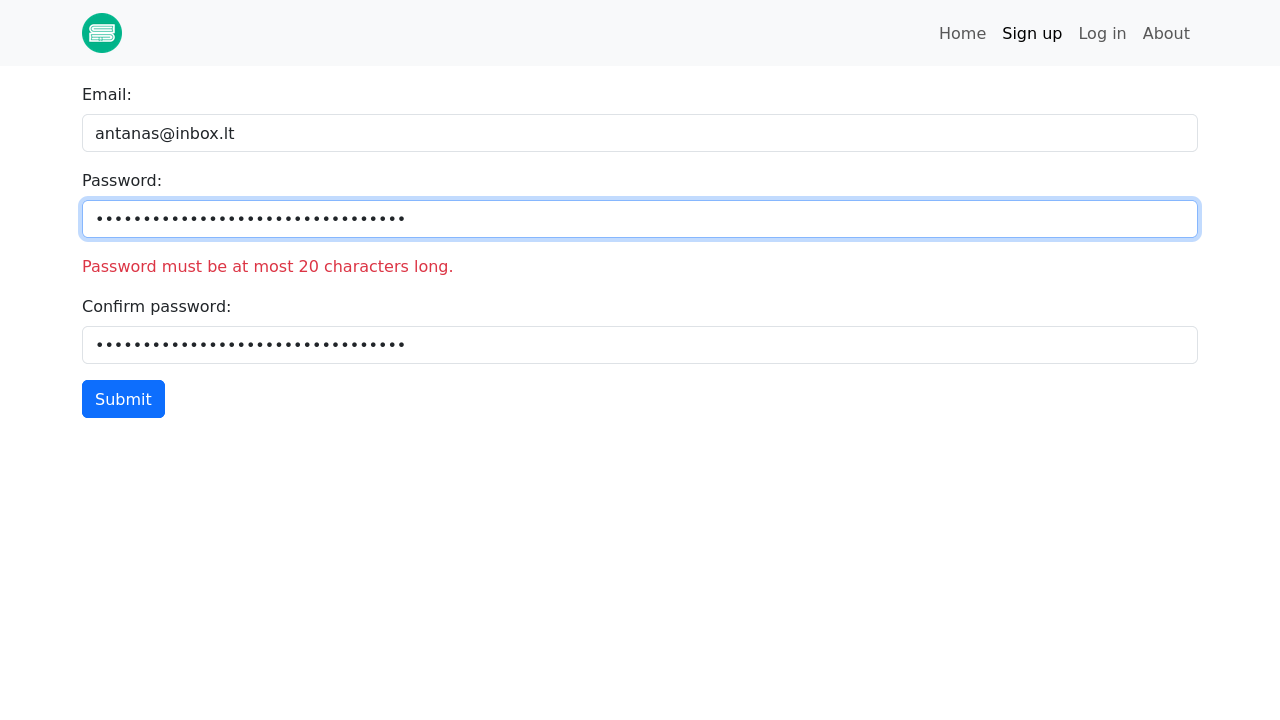 Home Sign up Log in About
Email:
antanas@inbox.lt
Password:
•••••••••••••••••••••••••••••••••
Password must be at most 20 characters long.
Confirm password:
•••••••••••••••••••••••••••••••••
Submit